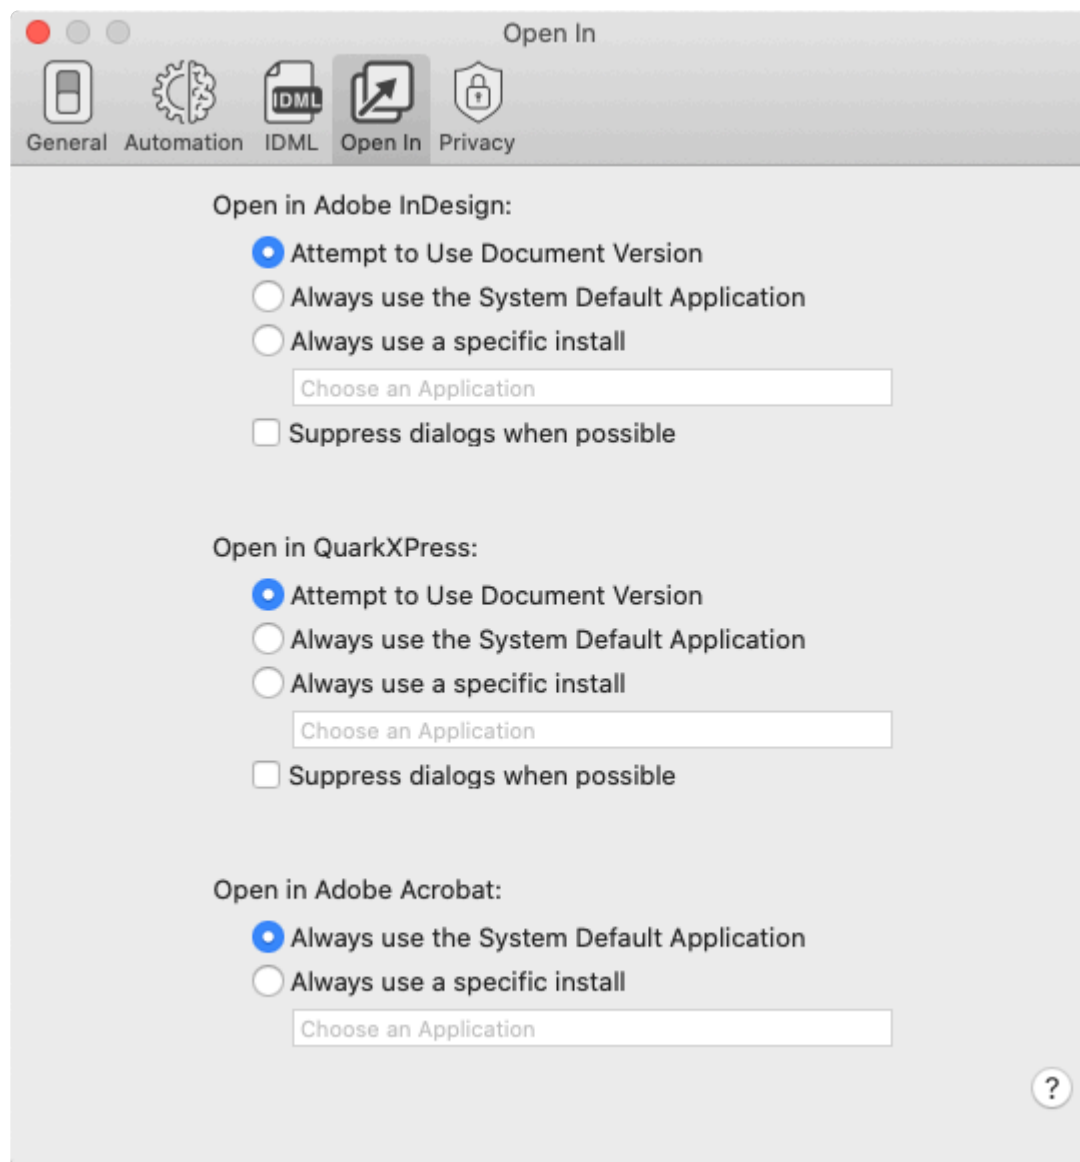 Open In
IDML
General Automation IDML Open In Privacy
Open in Adobe InDesign:
Attempt to Use Document Version
Always use the System Default Application
Always use a specific install
Choose an Application
Suppress dialogs when possible
Open in QuarkXPress:
Attempt to Use Document Version
Always use the System Default Application
Always use a specific install
Choose an Application
Suppress dialogs when possible
Open in Adobe Acrobat:
Always use the System Default Application
Always use a specific install
Choose an Application
?